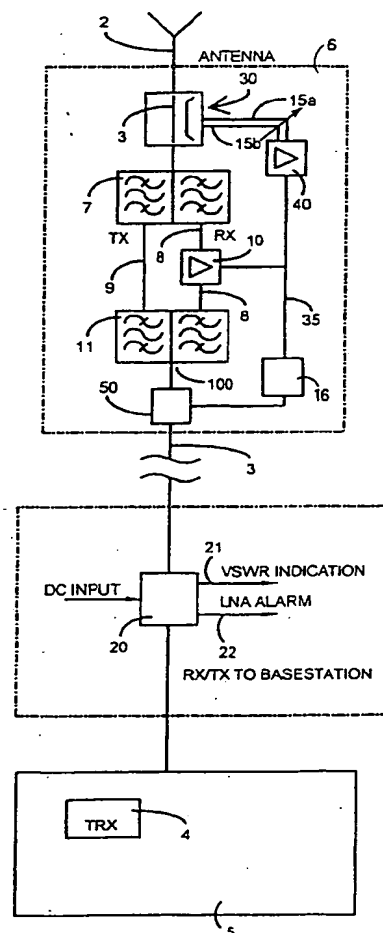 2
ANTENNA
6
3
30
15a
15b
40
7
TX
RX
8
10
9
8
35
11
100
16
50
3
21
DC INPUT
VSWR INDICATION
LNA ALARM
20
22
RX/TX TO BASESTATION
TRX
4
5